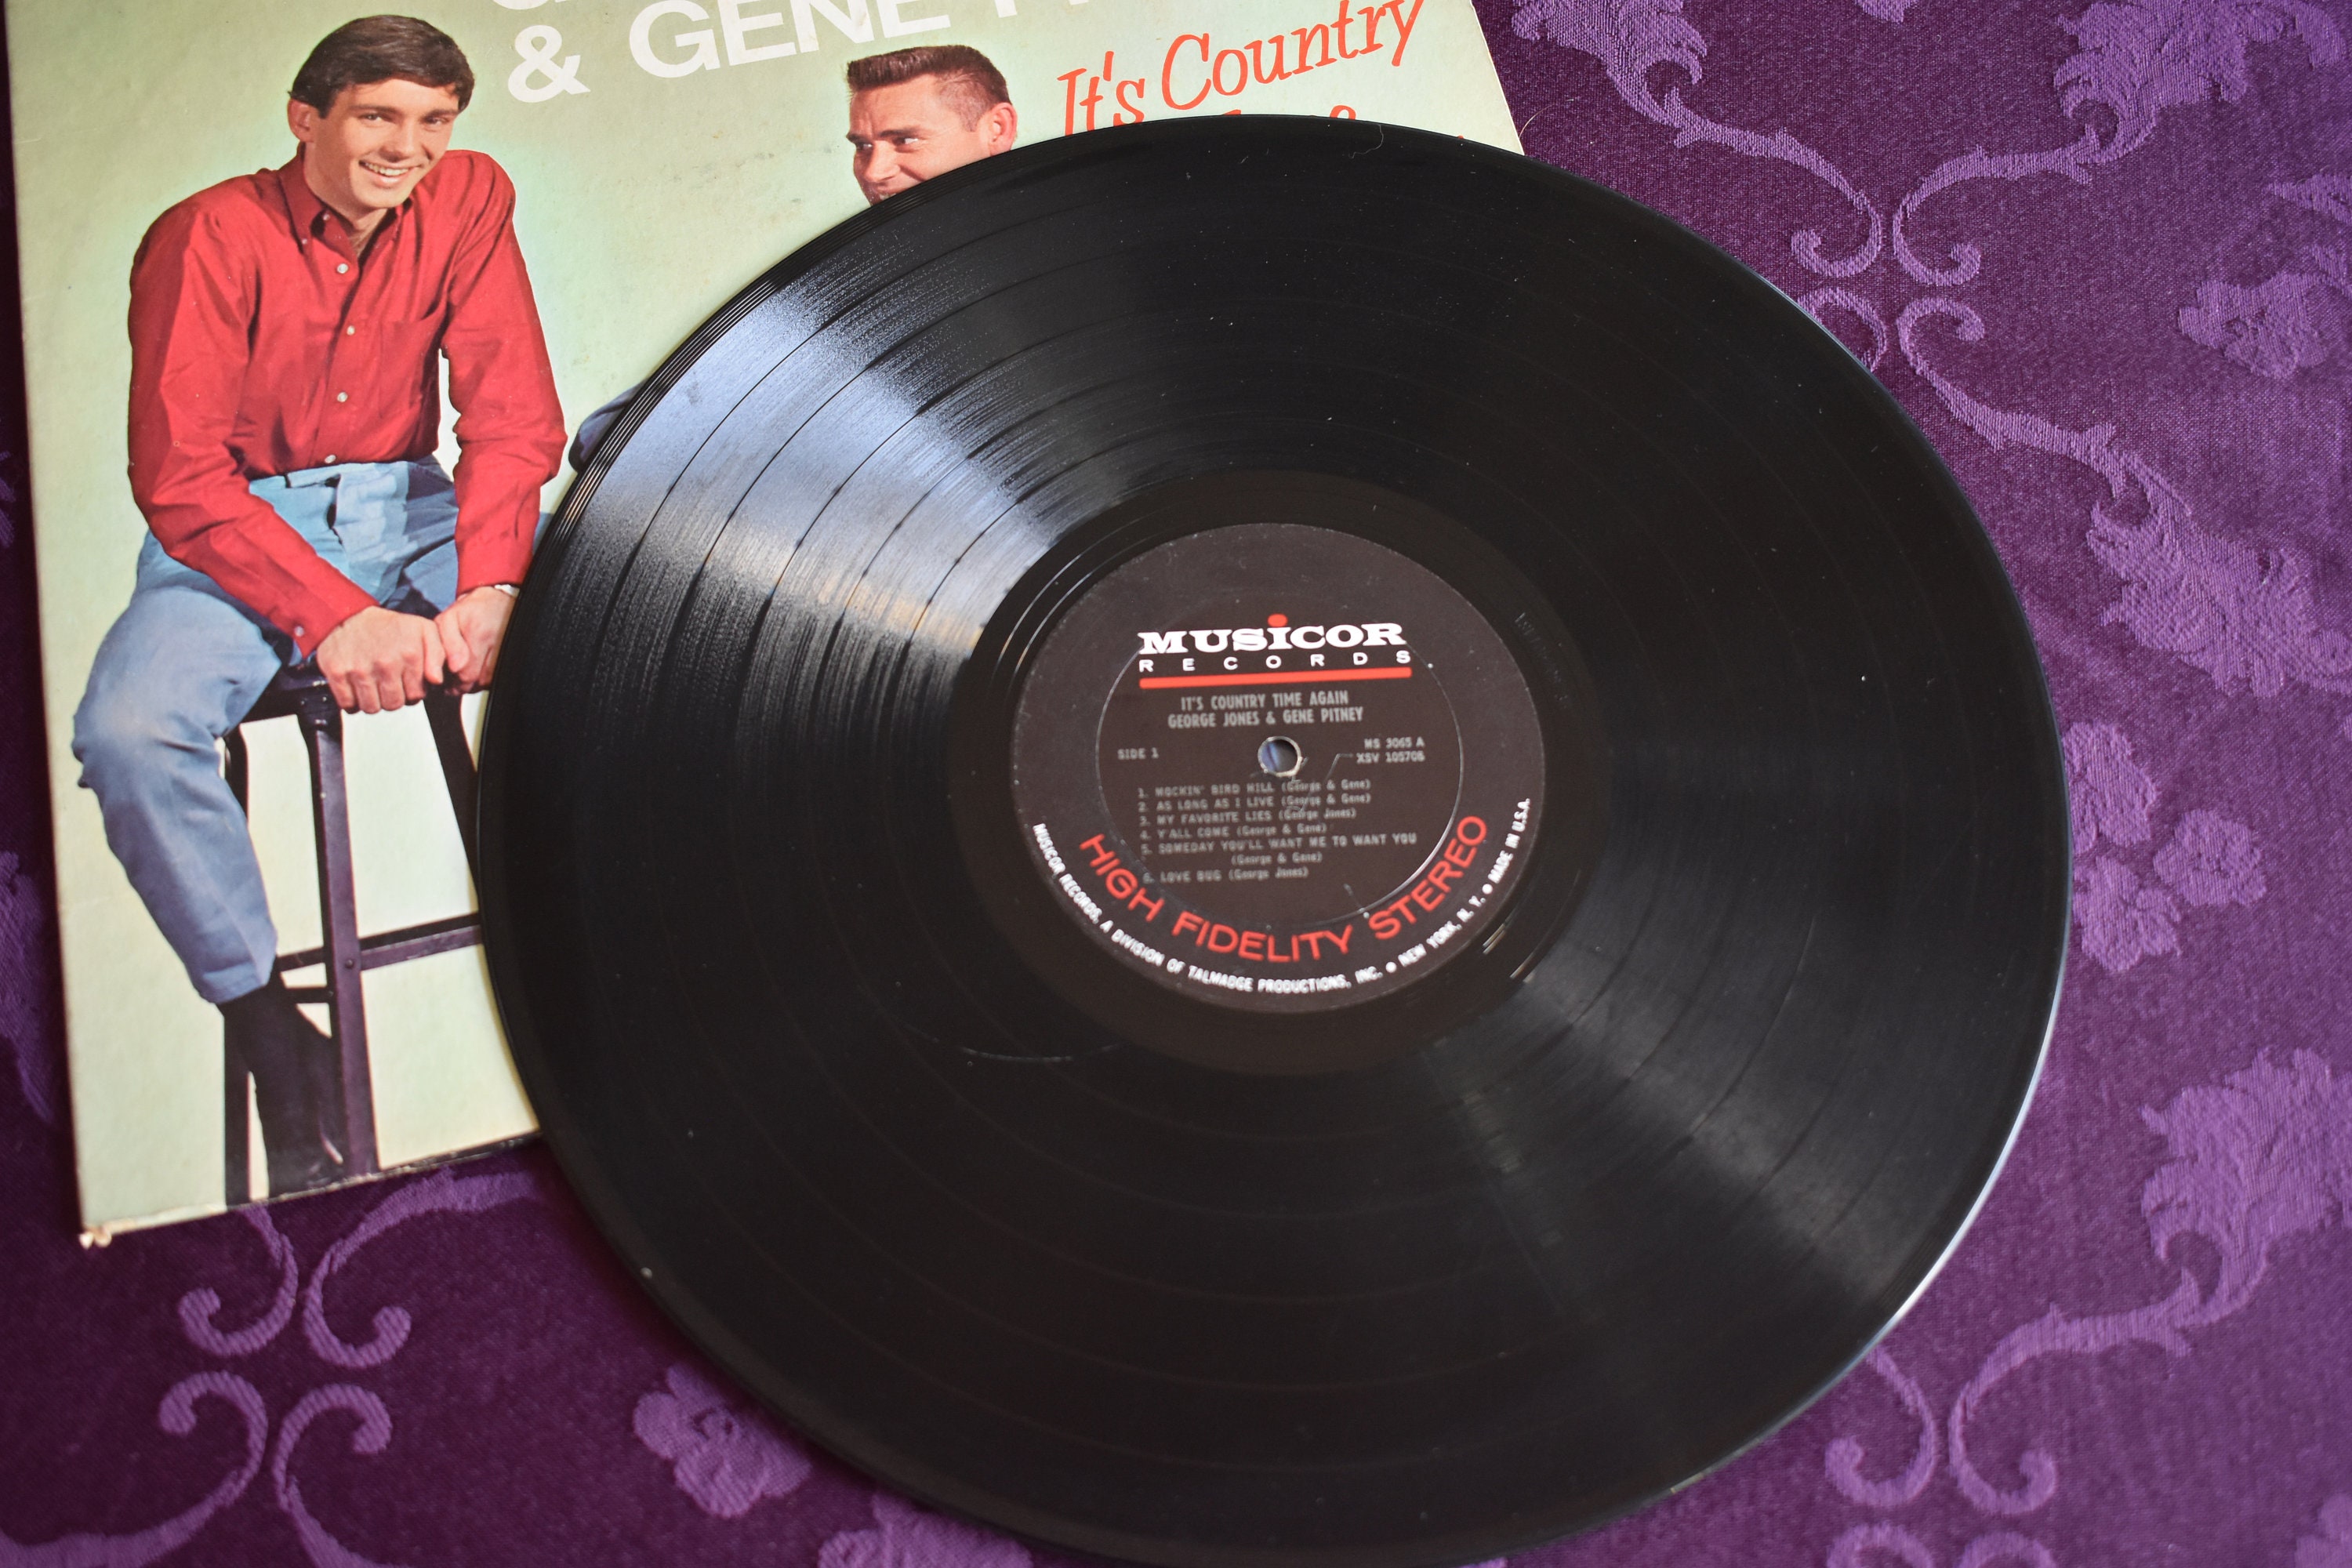 & GENE
It's Country
MUSICOR
RECORDS
IT'S COUNTRY TIME AGAIN
GEORGE JONES & GENE PITNEY
SIDE 1
MS 3065 A
XSV 105706
1. MOCKIN' BIRD HILL (George & Gene)
2. AS LONG AS I LIVE (George & Gene)
3. MY FAVORITE LIES (George Jones)
4. Y'ALL COME (George & Gene)
5. SOMEDAY YOU'LL WANT ME TO WANT YOU
(George & Gene)
6. LOVE BUG (George Jones)
HIGH FIDELITY STEREO
MUSICOR RECORDS, A DIVISION OF TALMADGE PRODUCTIONS, INC. ● NEW YORK, N. Y. ● MADE IN U.S.A.